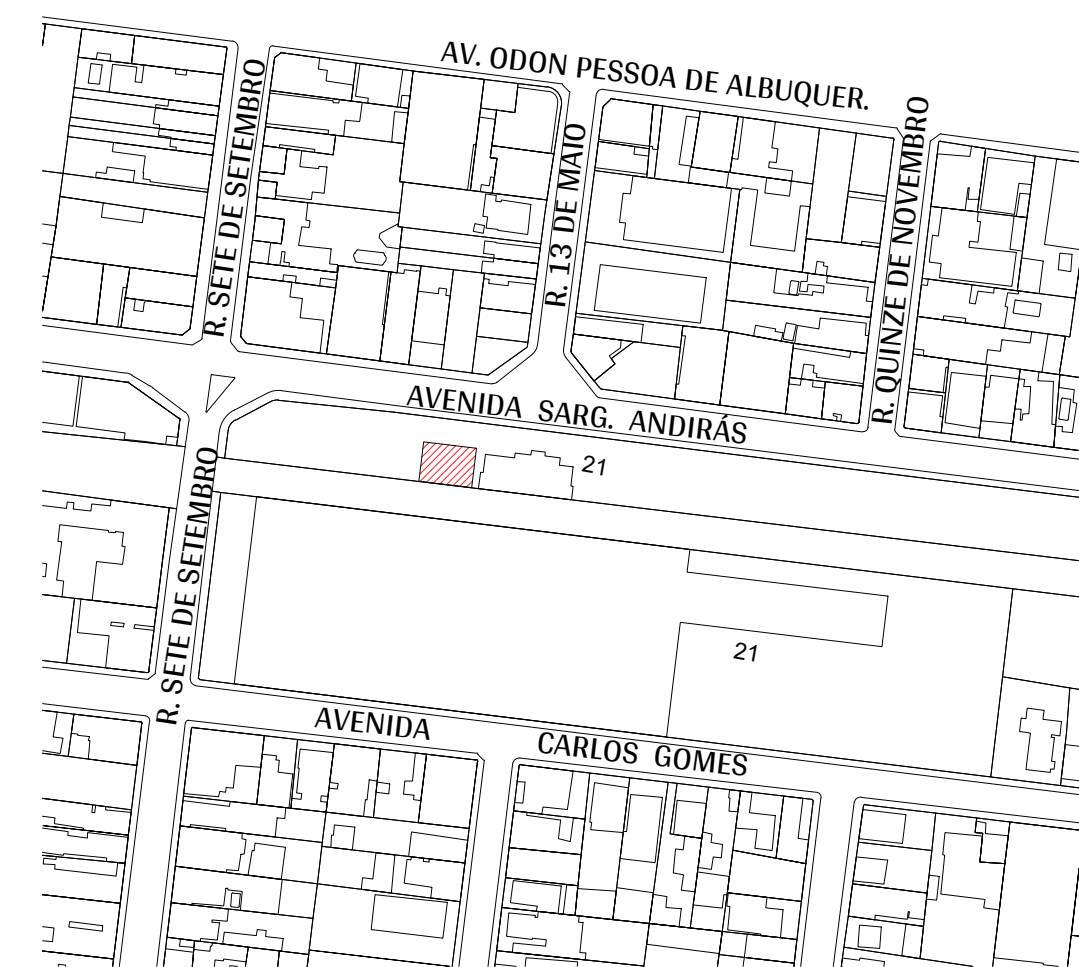 AV. ODON PESSOA DE ALBUQUER.
R. SETE DE SETEMBRO
R. 13 DE MAIO
R. QUINZE DE NOVEMBRO
AVENIDA SARG. ANDIRÁS
21
R. SETE DE SETEMBRO
21
AVENIDA CARLOS GOMES